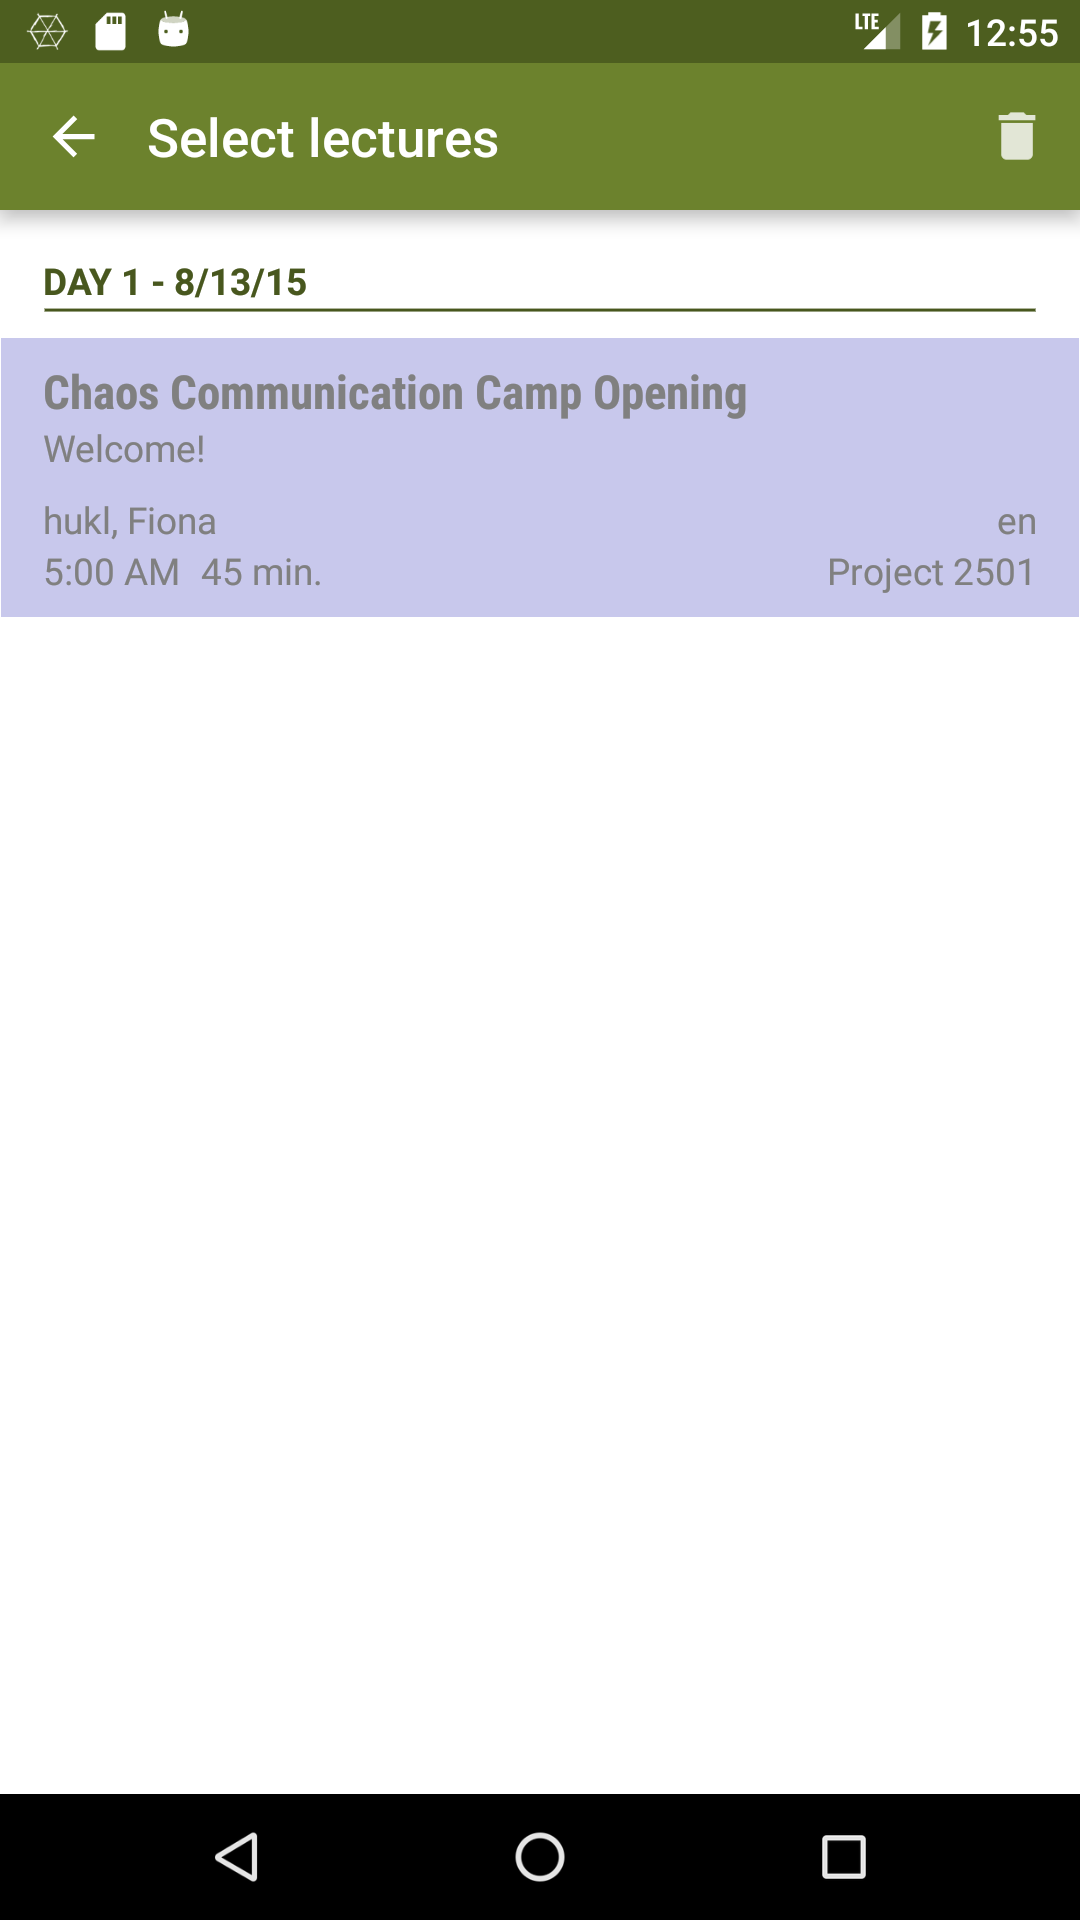 LTE 12:55
Select lectures
DAY 1 - 8/13/15
Chaos Communication Camp Opening
Welcome!
hukl, Fiona en
5:00 AM 45 min. Project 2501